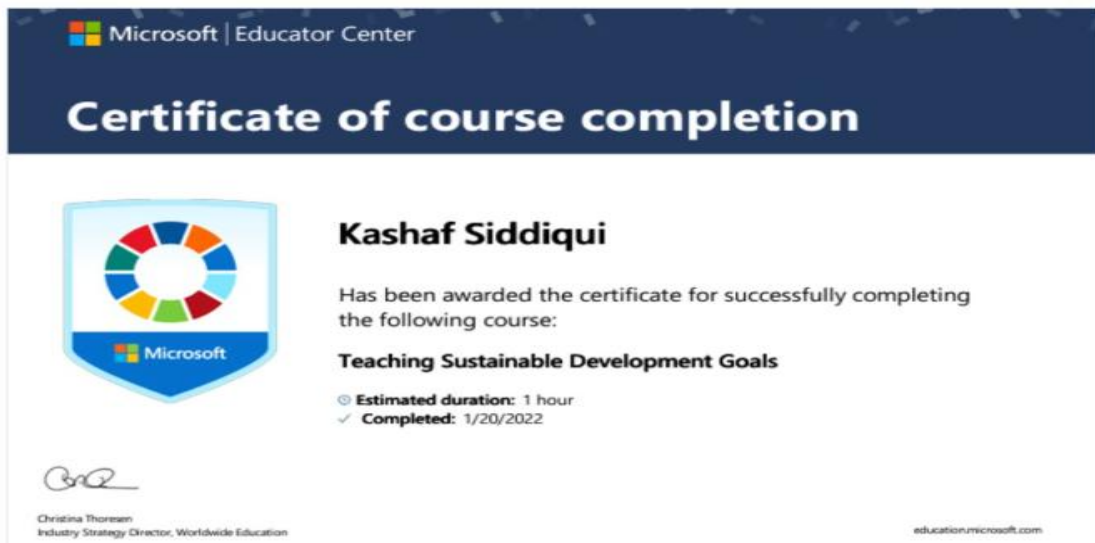 Microsoft | Educator Center
Certificate of course completion
Kashaf Siddiqui
Has been awarded the certificate for successfully completing
the following course:
Teaching Sustainable Development Goals
Estimated duration: 1 hour
Completed: 1/20/2022
Microsoft
Christina Thoresen
Industry Strategy Director, Worldwide Education
education.microsoft.com